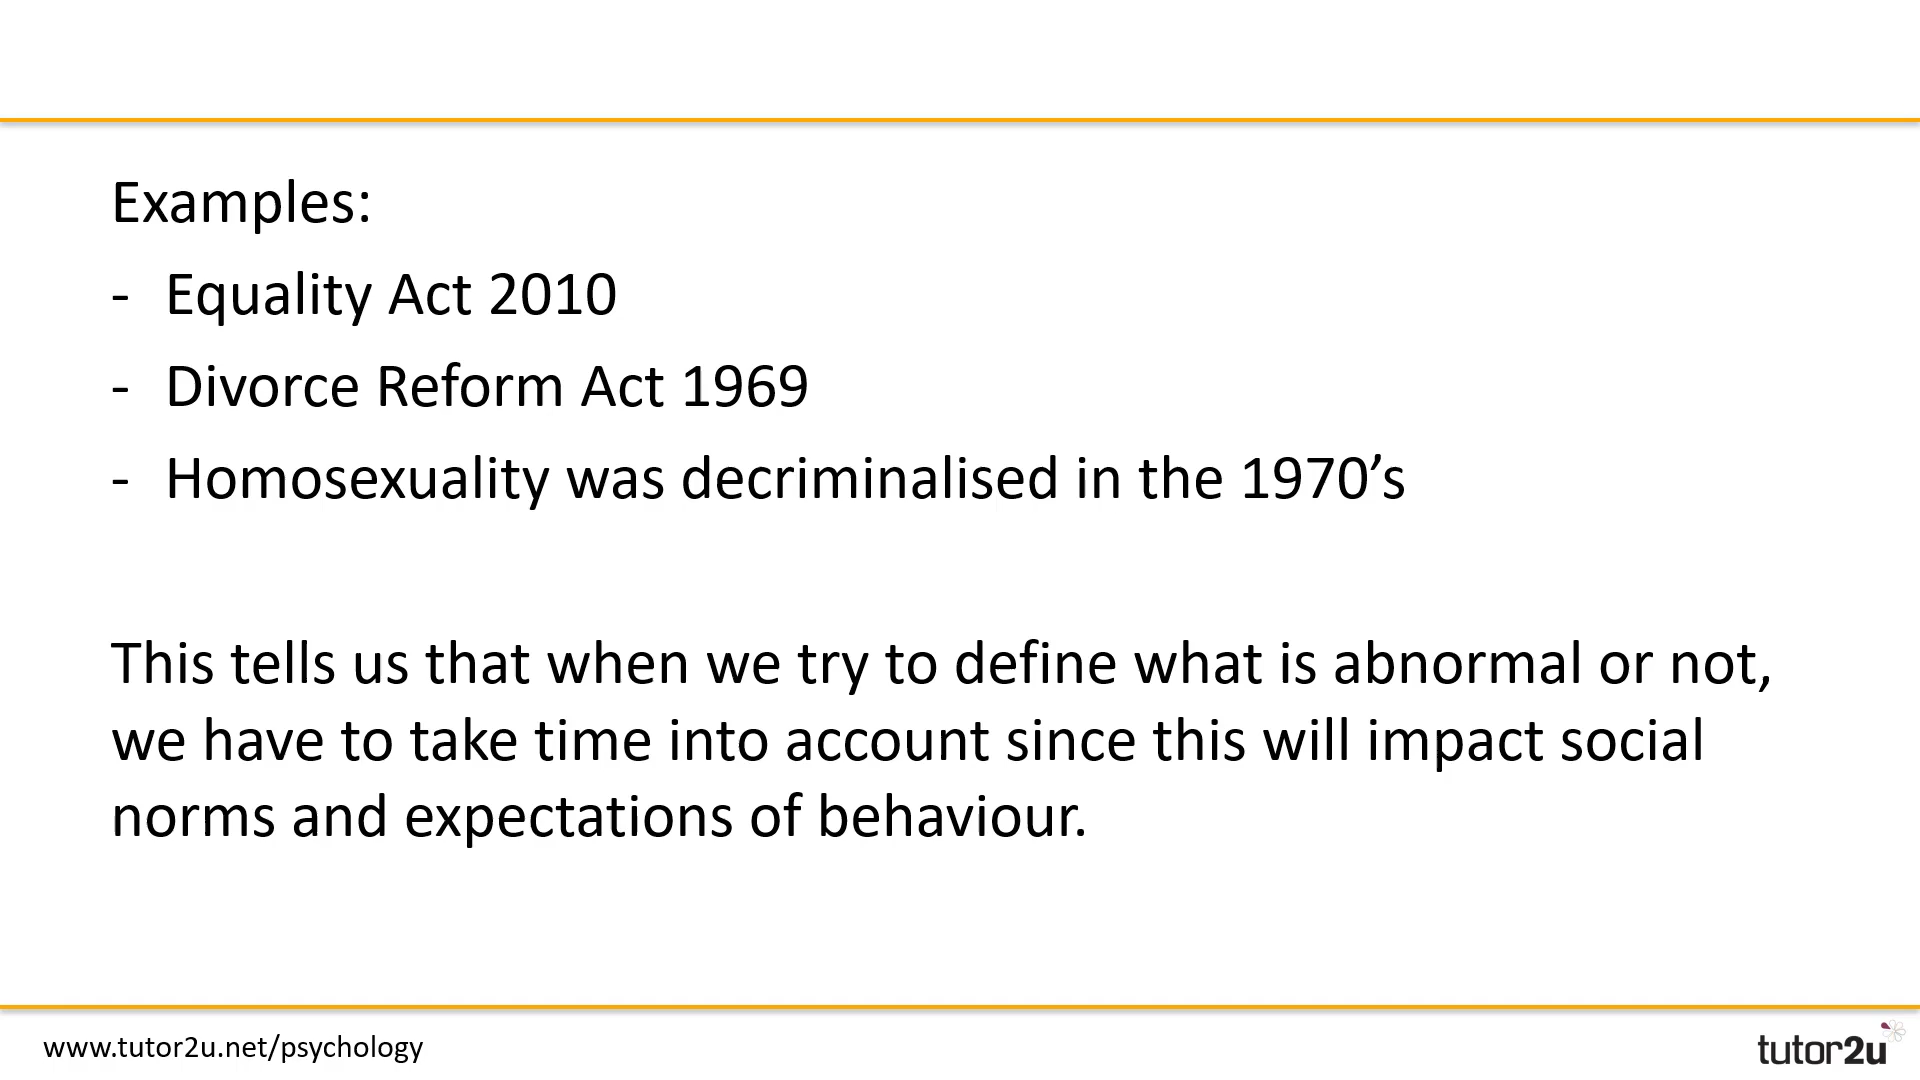 Examples:
- Equality Act 2010
- Divorce Reform Act 1969
- Homosexuality was decriminalised in the 1970’s
This tells us that when we try to define what is abnormal or not,
we have to take time into account since this will impact social
norms and expectations of behaviour.
www.tutor2u.net/psychology
tutor2u